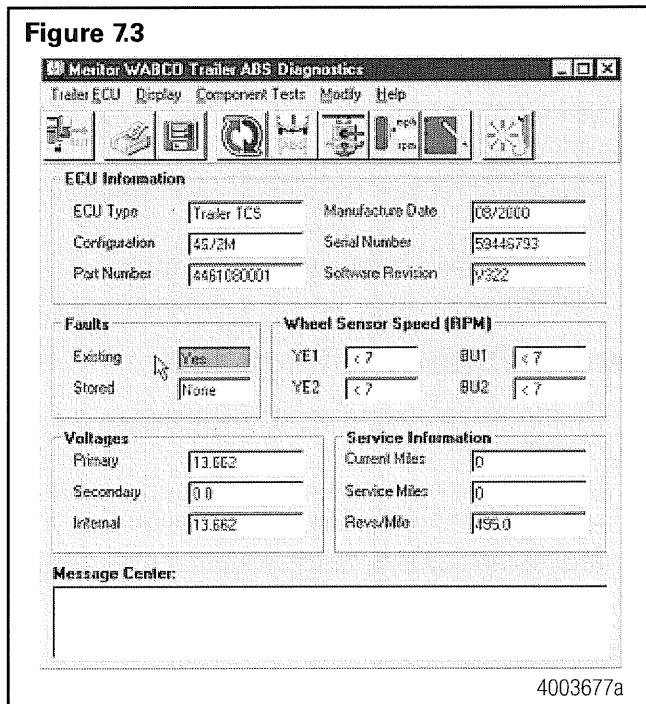 Figure 7.3
Meritor WABCO Trailer ABS Diagnostics
Trailer ECU Display Component Tests Modify Help
mph
rpm
ECU Information
ECU Type Trailer TCS Manufacture Date 08/2000
Configuration 4S/2M Serial Number 59446793
Part Number 4461080001 Software Revision V322
Faults Wheel Sensor Speed (RPM)
Existing Yes YE1 < 7 BU1 < 7
Stored None YE2 < 7 BU2 < 7
Voltages Service Information
Primary 13.662 Current Miles 0
Secondary 0.0 Service Miles 0
Internal 13.662 Revs/Mile 495.0
Message Center:
4003677a